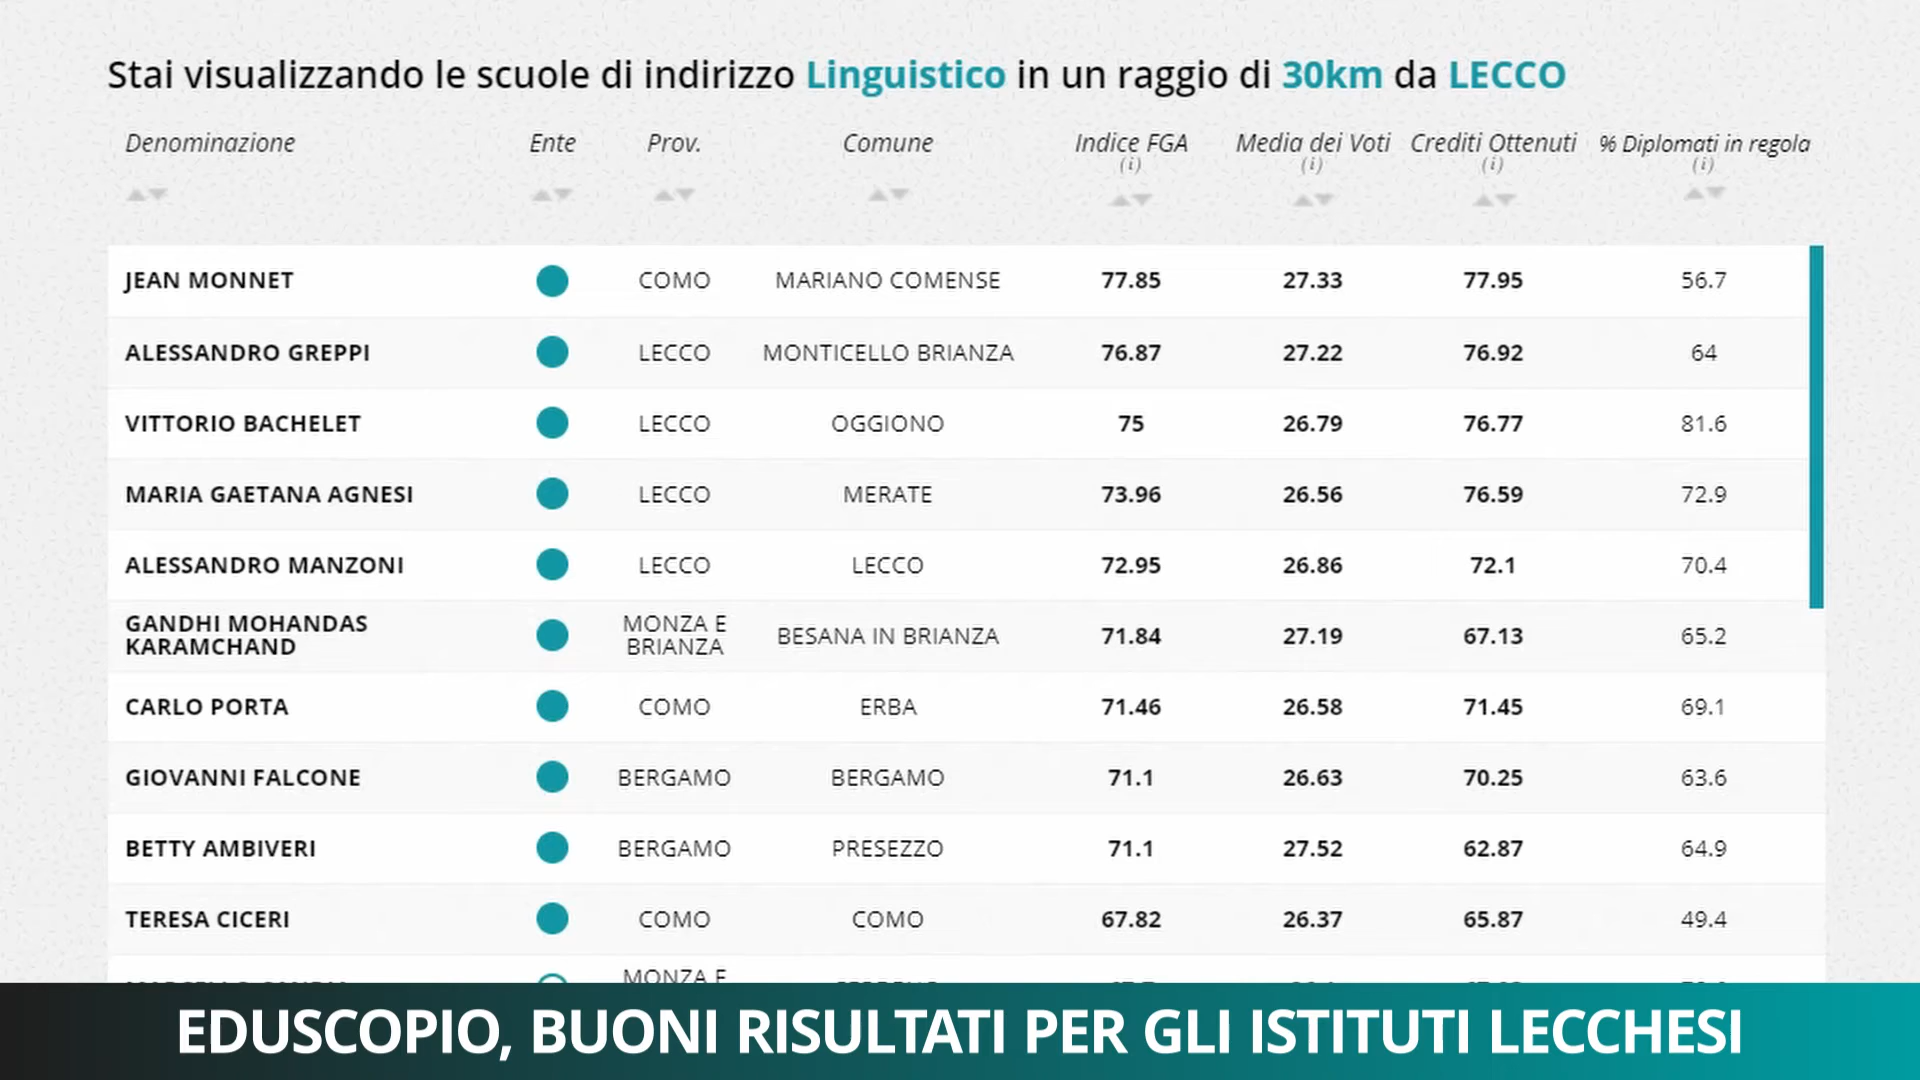 Stai visualizzando le scuole di indirizzo Linguistico in un raggio di 30km da LECCO
Denominazione Ente Prov. Comune Indice FGA Media dei Voti Crediti Ottenuti % Diplomati in regola
(i) (i) (i) (i)
JEAN MONNET COMO MARIANO COMENSE 77.85 27.33 77.95 56.7
ALESSANDRO GREPPI LECCO MONTICELLO BRIANZA 76.87 27.22 76.92 64
VITTORIO BACHELET LECCO OGGIONO 75 26.79 76.77 81.6
MARIA GAETANA AGNESI LECCO MERATE 73.96 26.56 76.59 72.9
ALESSANDRO MANZONI LECCO LECCO 72.95 26.86 72.1 70.4
GANDHI MOHANDAS KARAMCHAND MONZA E BRIANZA BESANA IN BRIANZA 71.84 27.19 67.13 65.2
CARLO PORTA COMO ERBA 71.46 26.58 71.45 69.1
GIOVANNI FALCONE BERGAMO BERGAMO 71.1 26.63 70.25 63.6
BETTY AMBIVERI BERGAMO PRESEZZO 71.1 27.52 62.87 64.9
TERESA CICERI COMO COMO 67.82 26.37 65.87 49.4
MONZA E
EDUSCOPIO, BUONI RISULTATI PER GLI ISTITUTI LECCHESI